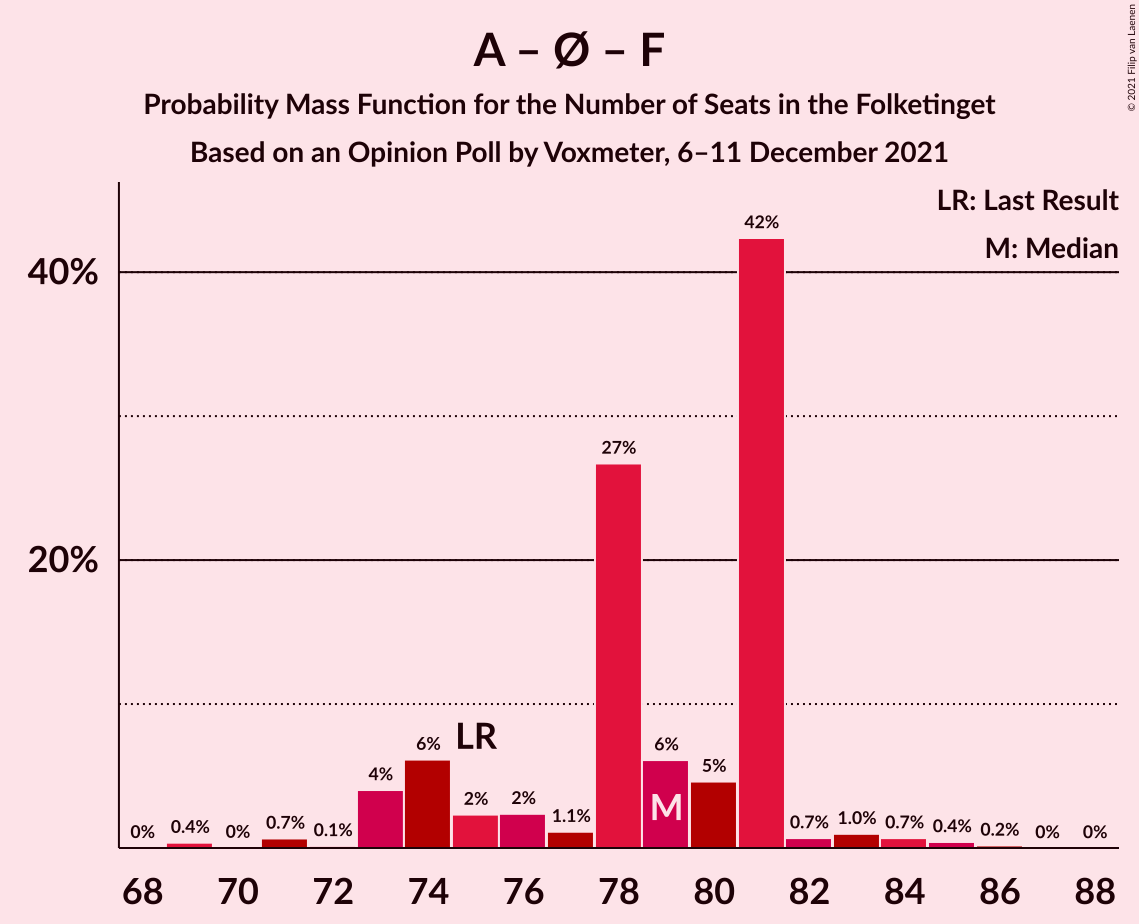 A – Ø – F
Probability Mass Function for the Number of Seats in the Folketinget
Based on an Opinion Poll by Voxmeter, 6–11 December 2021
© 2021 Filip van Laenen
LR: Last Result
M: Median
40%
20%
0%
0.4%
0%
0.7%
0.1%
4%
6%
LR
2%
2%
1.1%
27%
6%
M
5%
42%
0.7%
1.0%
0.7%
0.4%
0.2%
0%
0%
68 70 72 74 76 78 80 82 84 86 88